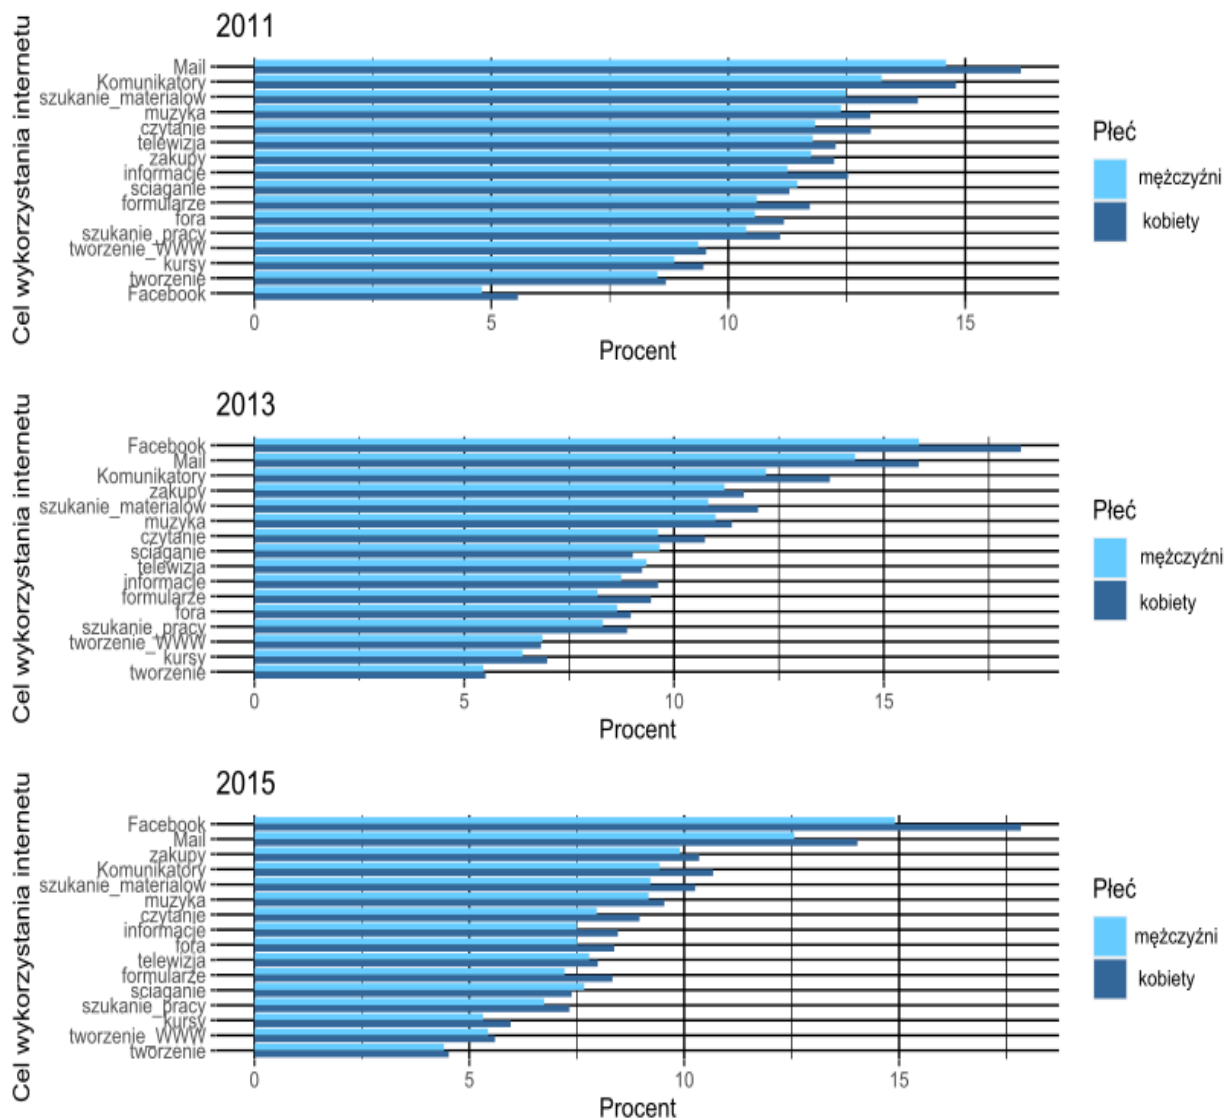 2011
Cel wykorzystania internetu
Mail
Komunikatory
szukanie_materialow
muzyka
czytanie
telewizja
zakupy
informacje
sciaganie
formularze
fora
szukanie_pracy
tworzenie_WWW
kursy
tworzenie
Facebook
0 5 10 15
Procent
Płeć
mężczyźni
kobiety
2013
Cel wykorzystania internetu
Facebook
Mail
Komunikatory
zakupy
szukanie_materialow
muzyka
czytanie
sciaganie
telewizja
informacje
formularze
fora
szukanie_pracy
tworzenie_WWW
kursy
tworzenie
0 5 10 15
Procent
Płeć
mężczyźni
kobiety
2015
Cel wykorzystania internetu
Facebook
Mail
zakupy
Komunikatory
szukanie_materialow
muzyka
czytanie
informacje
fora
telewizja
formularze
sciaganie
szukanie_pracy
kursy
tworzenie_WWW
tworzenie
0 5 10 15
Procent
Płeć
mężczyźni
kobiety